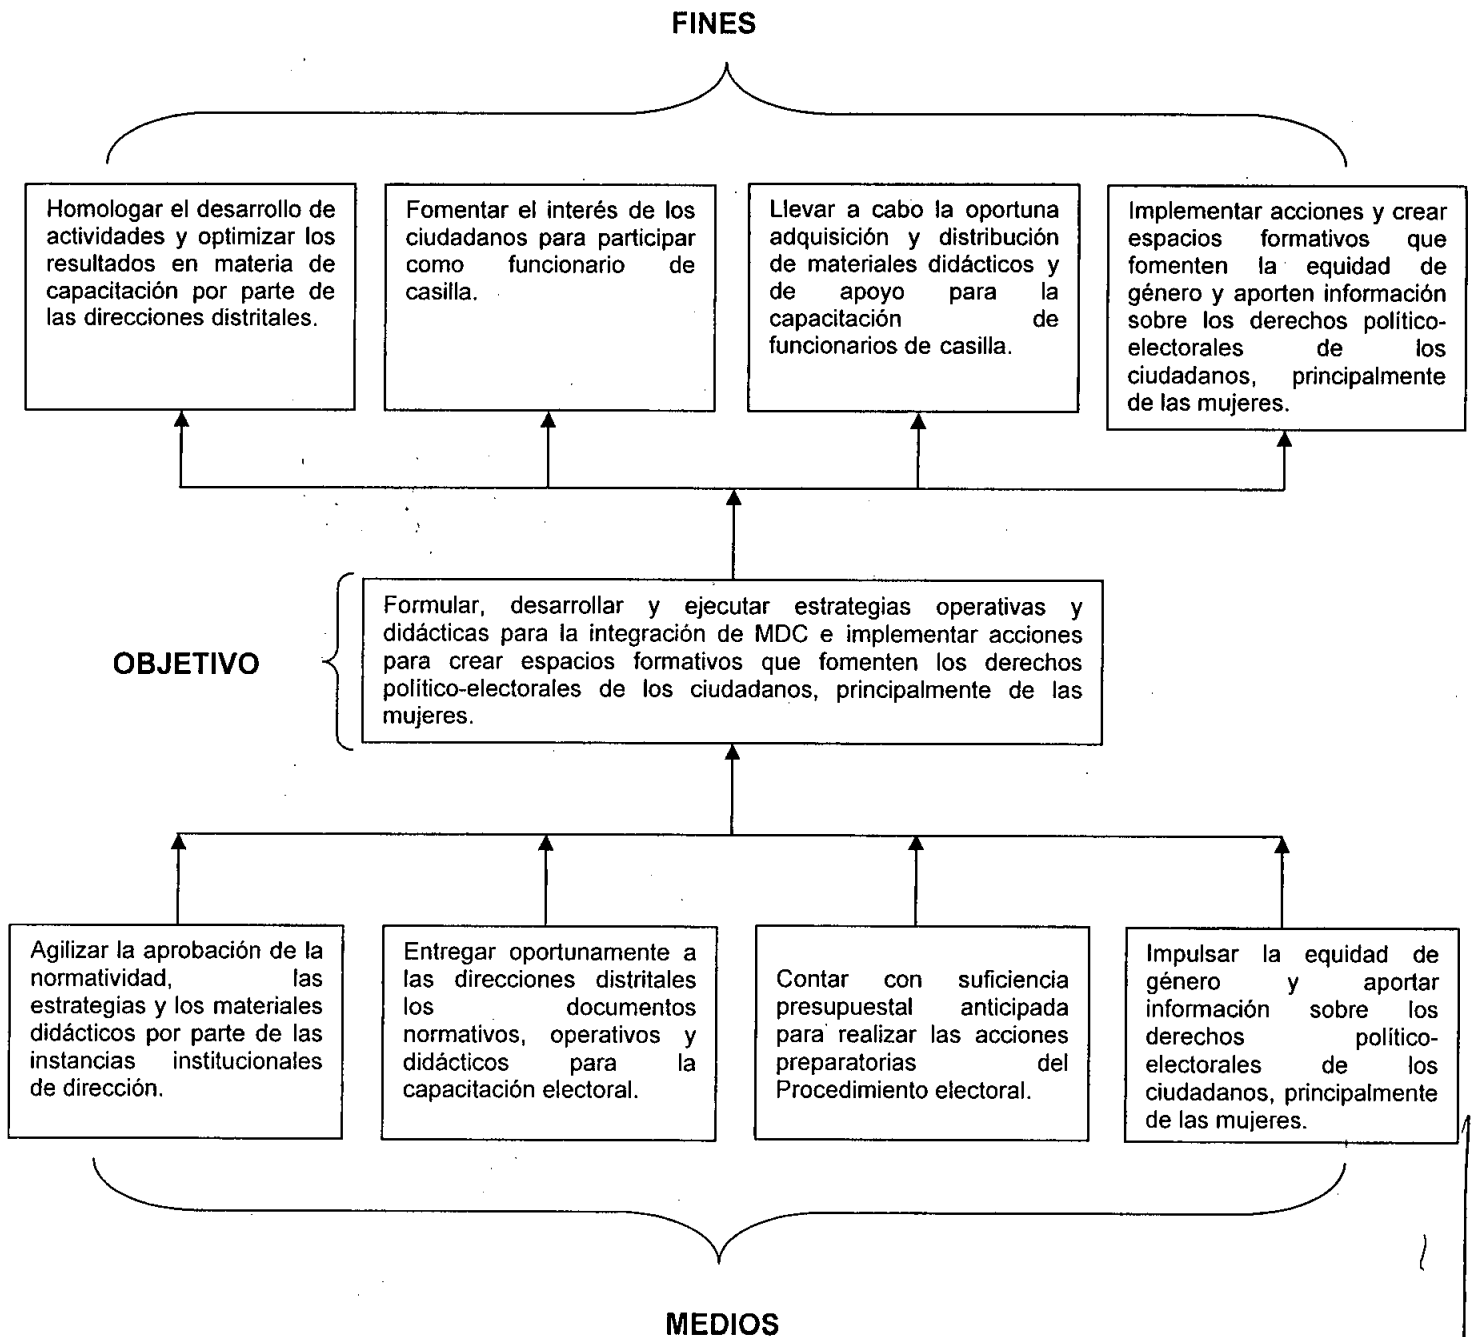 FINES
Homologar el desarrollo de
actividades y optimizar los
resultados en materia de
capacitación por parte de
las direcciones distritales.
Fomentar el interés de los
ciudadanos para participar
como funcionario de
casilla.
Llevar a cabo la oportuna
adquisición y distribución
de materiales didácticos y
de apoyo para la
capacitación de
funcionarios de casilla.
Implementar acciones y crear
espacios formativos que
fomenten la equidad de
género y aporten información
sobre los derechos político-
electorales de los
ciudadanos, principalmente
de las mujeres.
OBJETIVO
Formular, desarrollar y ejecutar estrategias operativas y
didácticas para la integración de MDC e implementar acciones
para crear espacios formativos que fomenten los derechos
político-electorales de los ciudadanos, principalmente de las
mujeres.
Agilizar la aprobación de la
normatividad, las
estrategias y los materiales
didácticos por parte de las
instancias institucionales
de dirección.
Entregar oportunamente a
las direcciones distritales
los documentos
normativos, operativos y
didácticos para la
capacitación electoral.
Contar con suficiencia
presupuestal anticipada
para realizar las acciones
preparatorias del
Procedimiento electoral.
Impulsar la equidad de
género y aportar
información sobre los
derechos político-
electorales de los
ciudadanos, principalmente
de las mujeres.
MEDIOS